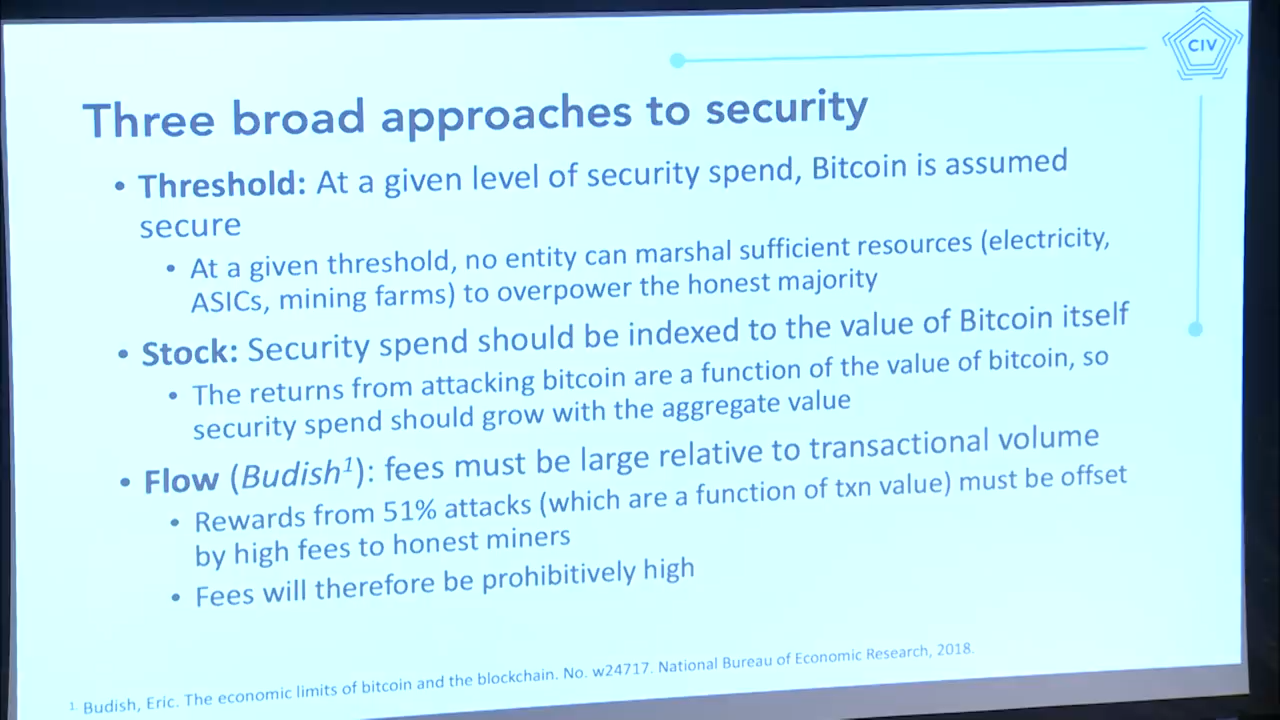 CIV
Three broad approaches to security
• Threshold: At a given level of security spend, Bitcoin is assumed
secure
• At a given threshold, no entity can marshal sufficient resources (electricity,
ASICs, mining farms) to overpower the honest majority
• Stock: Security spend should be indexed to the value of Bitcoin itself
• The returns from attacking bitcoin are a function of the value of bitcoin, so
security spend should grow with the aggregate value
• Flow (Budish¹): fees must be large relative to transactional volume
• Rewards from 51% attacks (which are a function of txn value) must be offset
by high fees to honest miners
• Fees will therefore be prohibitively high
1. Budish, Eric. The economic limits of bitcoin and the blockchain. No. w24717. National Bureau of Economic Research, 2018.